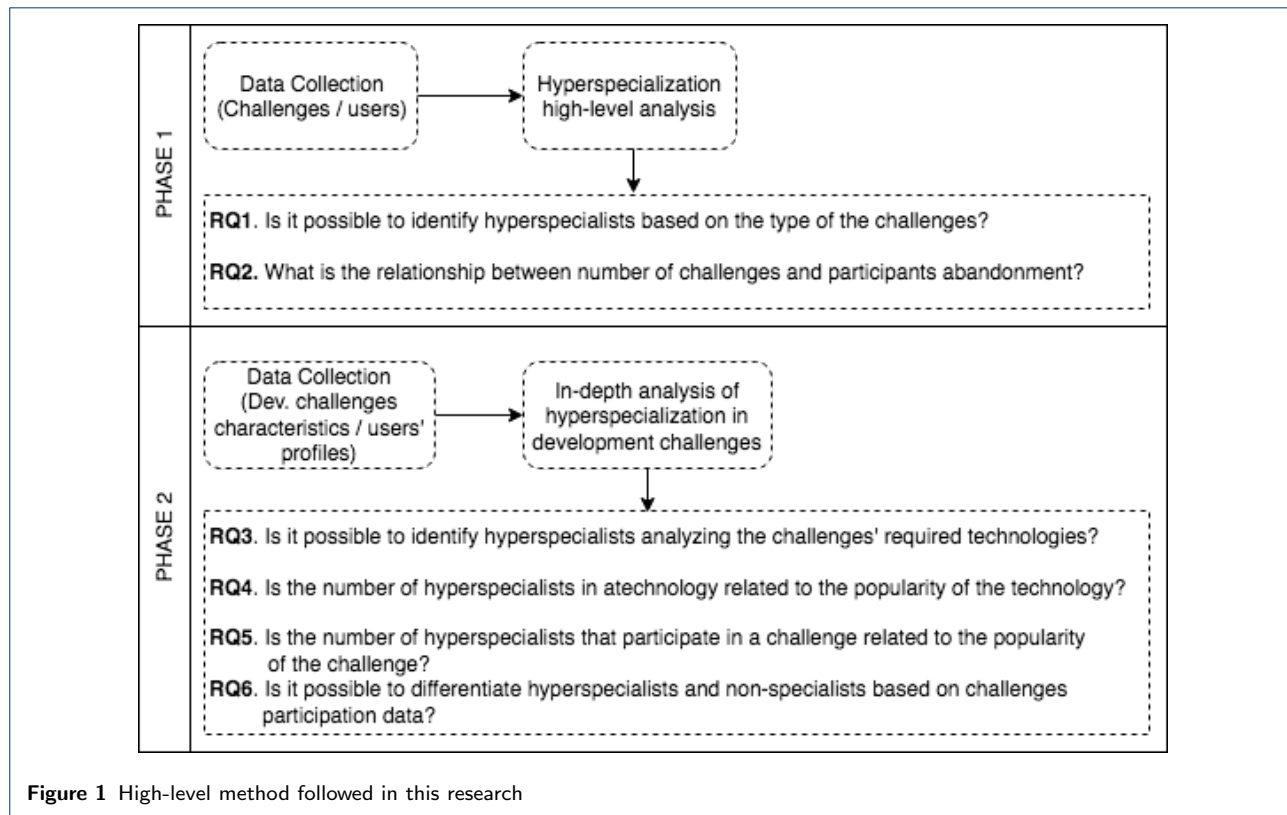 PHASE 1
Data Collection
(Challenges / users)
Hyperspecialization
high-level analysis
RQ1. Is it possible to identify hyperspecialists based on the type of the challenges?
RQ2. What is the relationship between number of challenges and participants abandonment?
PHASE 2
Data Collection
(Dev. challenges
characteristics / users'
profiles)
In-depth analysis of
hyperspecialization in
development challenges
RQ3. Is it possible to identify hyperspecialists analyzing the challenges' required technologies?
RQ4. Is the number of hyperspecialists in atechnology related to the popularity of the technology?
RQ5. Is the number of hyperspecialists that participate in a challenge related to the popularity
of the challenge?
RQ6. Is it possible to differentiate hyperspecialists and non-specialists based on challenges
participation data?
Figure 1 High-level method followed in this research